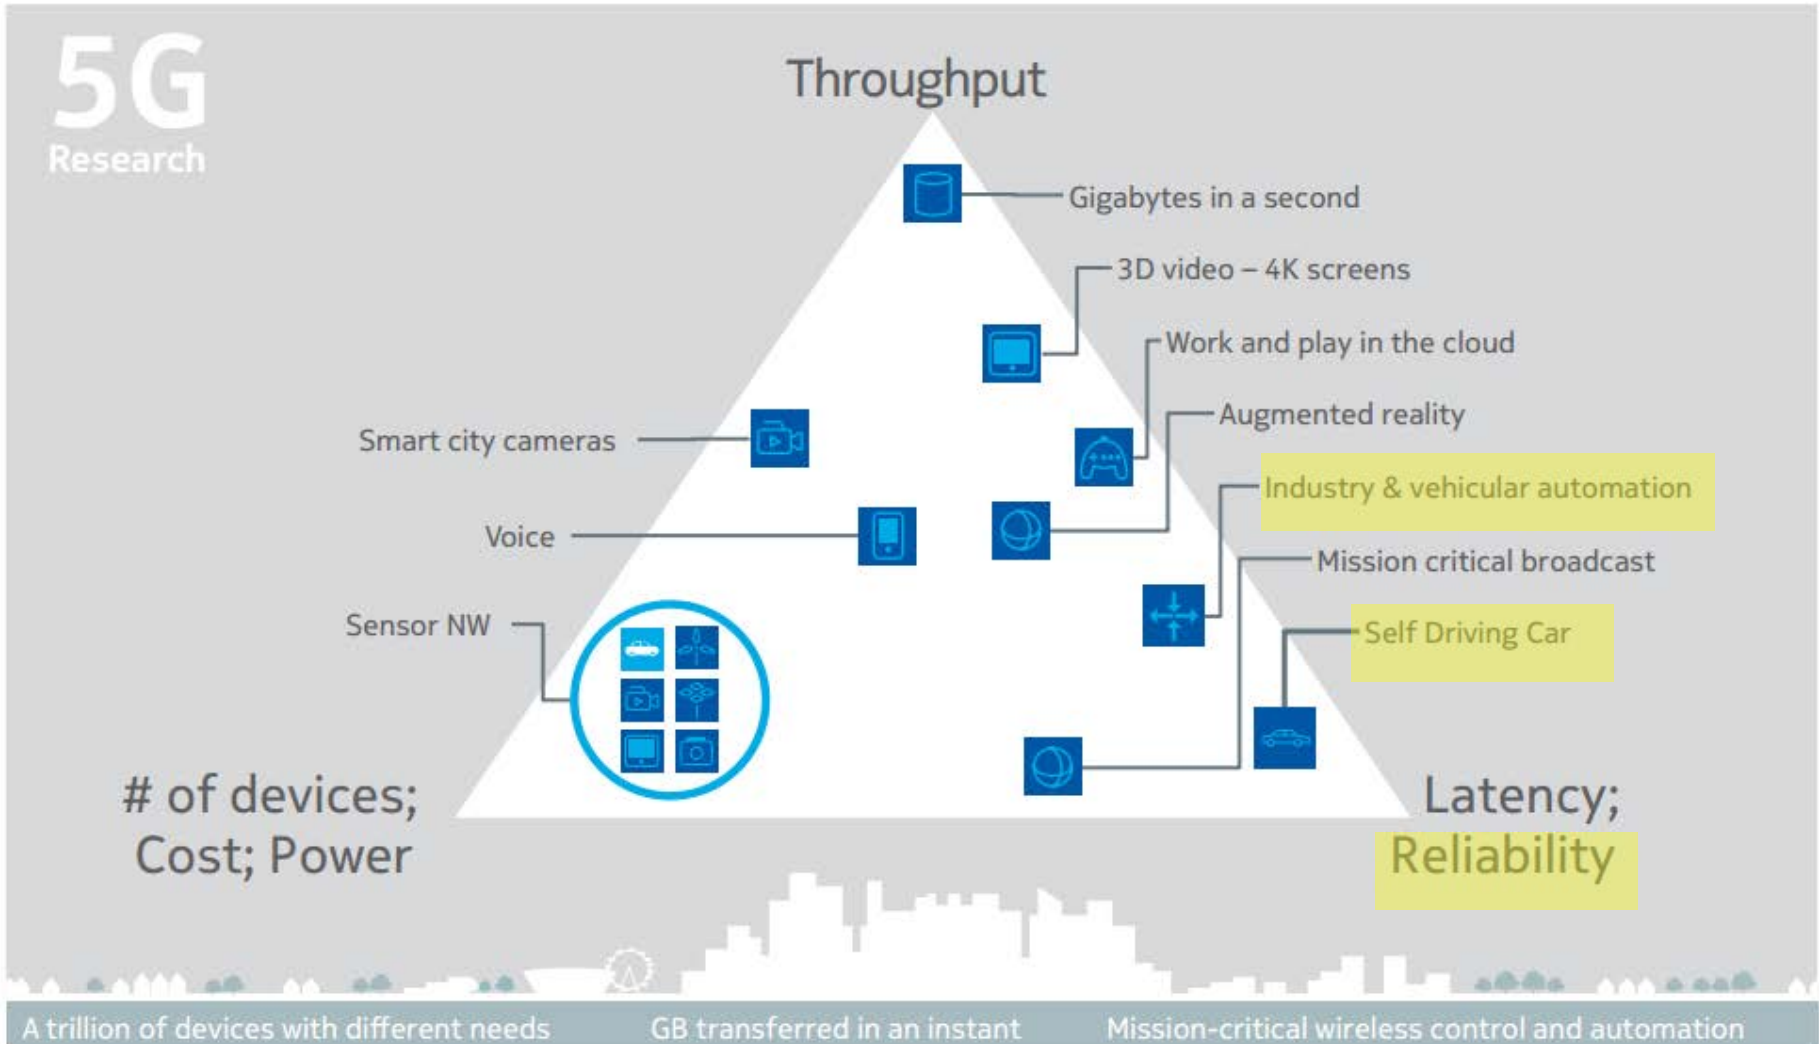 5G
Research
Throughput
Gigabytes in a second
3D video – 4K screens
Work and play in the cloud
Augmented reality
Smart city cameras
Industry & vehicular automation
Voice
Mission critical broadcast
Sensor NW
Self Driving Car
# of devices;
Cost; Power
Latency;
Reliability
A trillion of devices with different needs
GB transferred in an instant
Mission-critical wireless control and automation